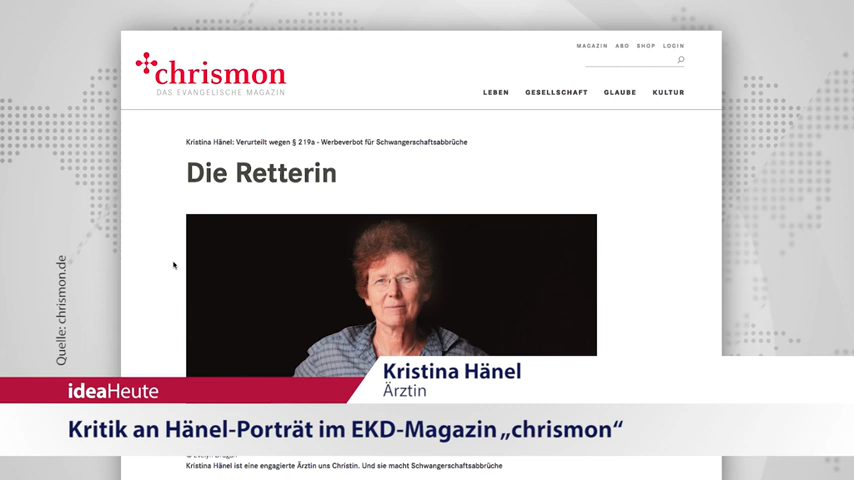 MAGAZIN ABO SHOP LOGIN
chrismon
DAS EVANGELISCHE MAGAZIN
LEBEN GESELLSCHAFT GLAUBE KULTUR
Kristina Hänel: Verurteilt wegen § 219a - Werbeverbot für Schwangerschaftsabbrüche
Die Retterin
Quelle: chrismon.de
Kristina Hänel
Ärztin
ideaHeute
Kritik an Hänel-Porträt im EKD-Magazin „chrismon“
Kristina Hänel ist eine engagierte Ärztin uns Christin. Und sie macht Schwangerschaftsabbrüche